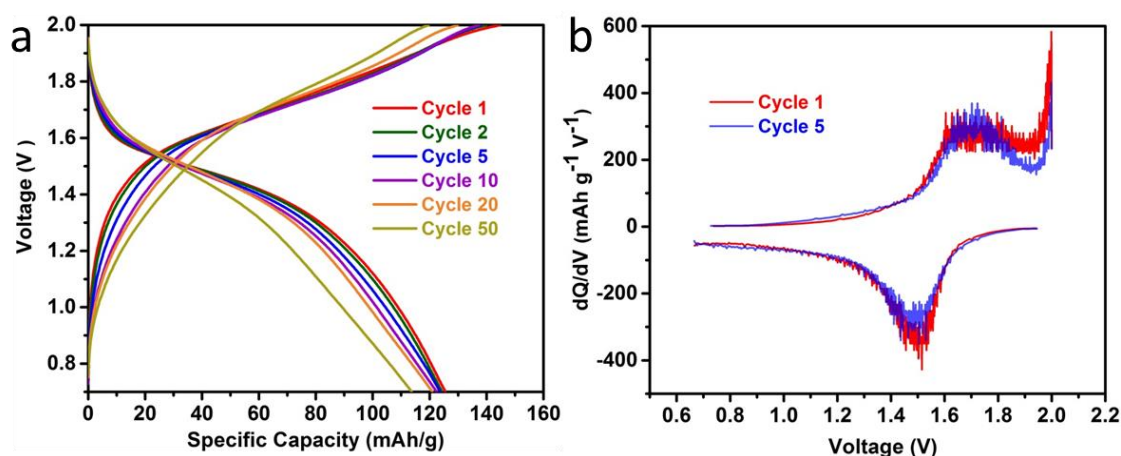 a
2.0
1.8
1.6
1.4
1.2
1.0
0.8
Voltage (V )
Cycle 1
Cycle 2
Cycle 5
Cycle 10
Cycle 20
Cycle 50
0 20 40 60 80 100 120 140 160
Specific Capacity (mAh/g)
b
600
400
200
0
-200
-400
dQ/dV (mAh g⁻¹ V⁻¹)
Cycle 1
Cycle 5
0.6 0.8 1.0 1.2 1.4 1.6 1.8 2.0 2.2
Voltage (V)